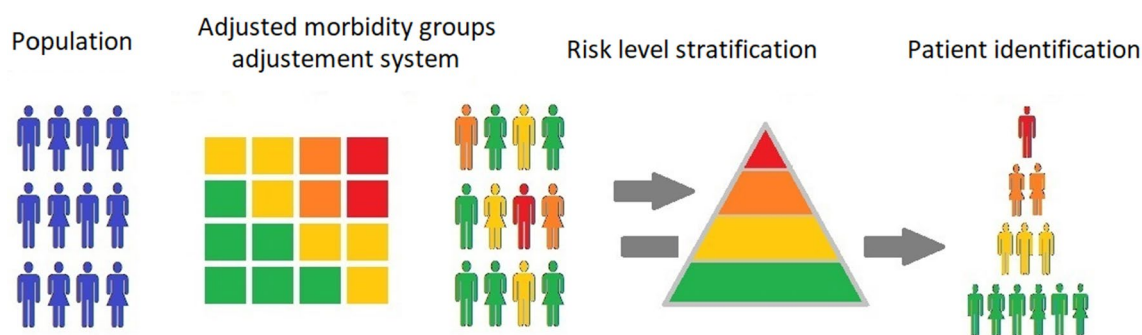 Population
Adjusted morbidity groups
adjustement system
Risk level stratification
Patient identification